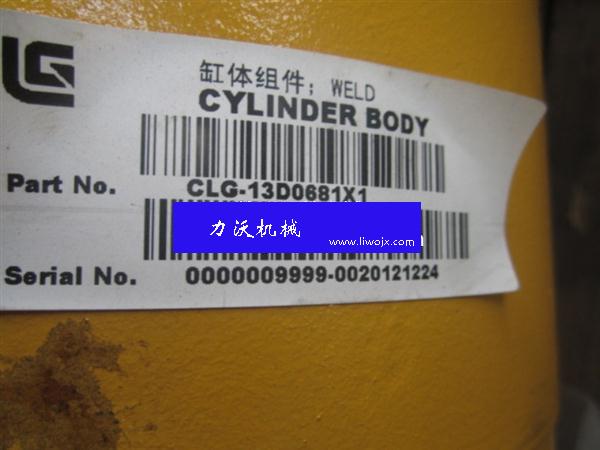 缸体组件；WELD
CYLINDER BODY
Part No. CLG-13D0681X1
力沃机械
www.liwojx.com
Serial No. 0000009999-0020121224